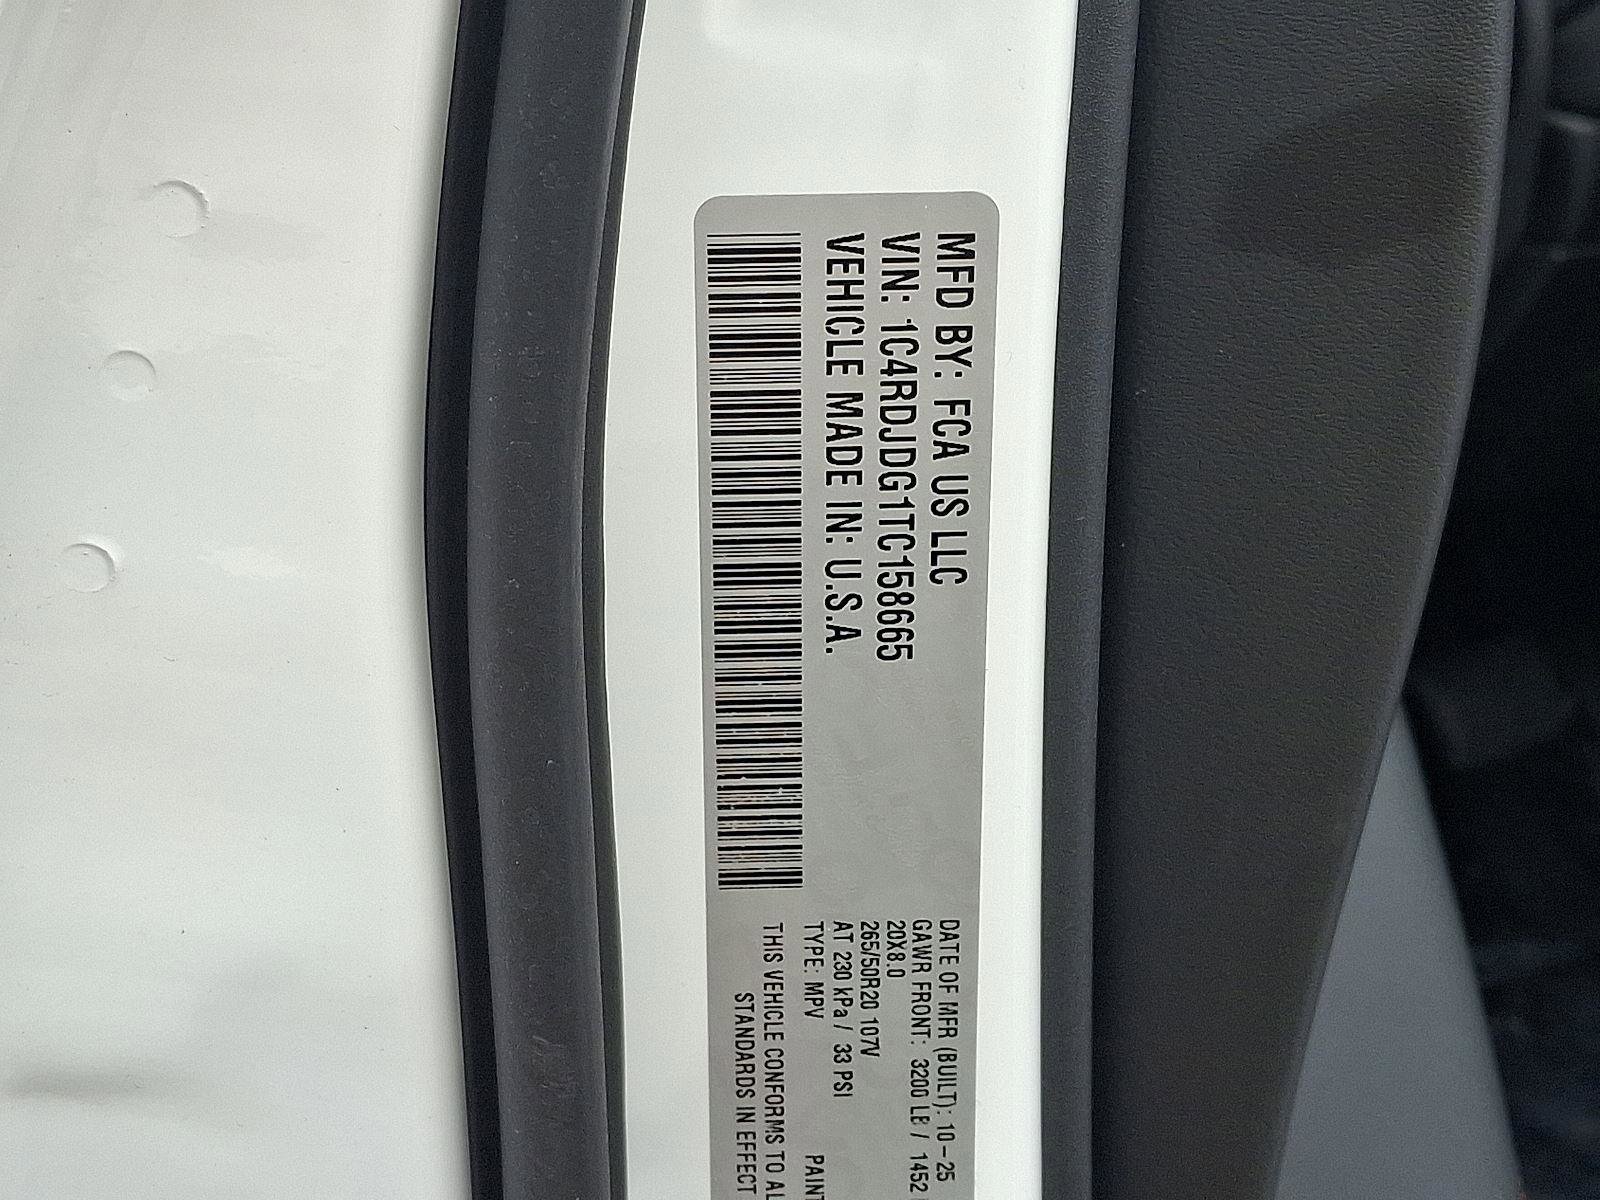 MFD BY: FCA US LLC
VIN: 1C4RDJDG1TC158665
VEHICLE MADE IN: U.S.A.
DATE OF MFR (BUILT): 10-25
GAWR FRONT: 3200 LB / 1452
20X8.0
265/50R20 107V
AT 230 kPa / 33 PSI
TYPE: MPV PAINT
THIS VEHICLE CONFORMS TO AL
STANDARDS IN EFFECT